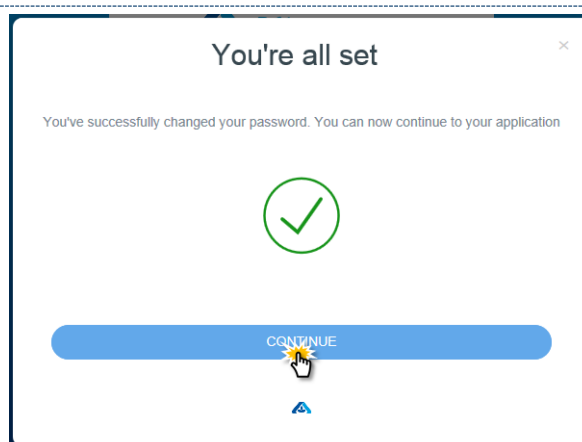 You're all set
×
You've successfully changed your password. You can now continue to your application
CONTINUE